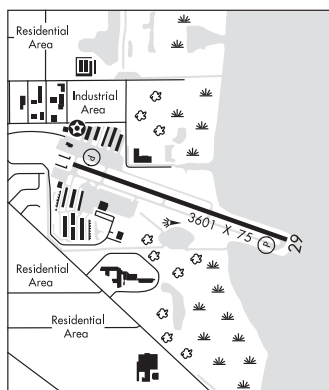 Residential
Area
Industrial
Area
P
3601 X 75
P
29
Residential
Area
Residential
Area